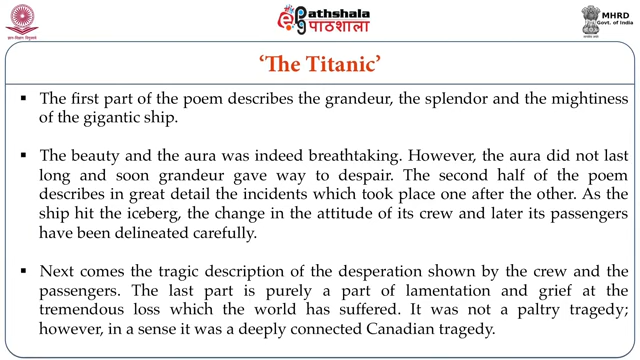 ePathshala
पाठशाला
MHRD
Govt. of India
‘The Titanic’
▪ The first part of the poem describes the grandeur, the splendor and the mightiness
of the gigantic ship.
▪ The beauty and the aura was indeed breathtaking. However, the aura did not last
long and soon grandeur gave way to despair. The second half of the poem
describes in great detail the incidents which took place one after the other. As the
ship hit the iceberg, the change in the attitude of its crew and later its passengers
have been delineated carefully.
▪ Next comes the tragic description of the desperation shown by the crew and the
passengers. The last part is purely a part of lamentation and grief at the
tremendous loss which the world has suffered. It was not a paltry tragedy;
however, in a sense it was a deeply connected Canadian tragedy.